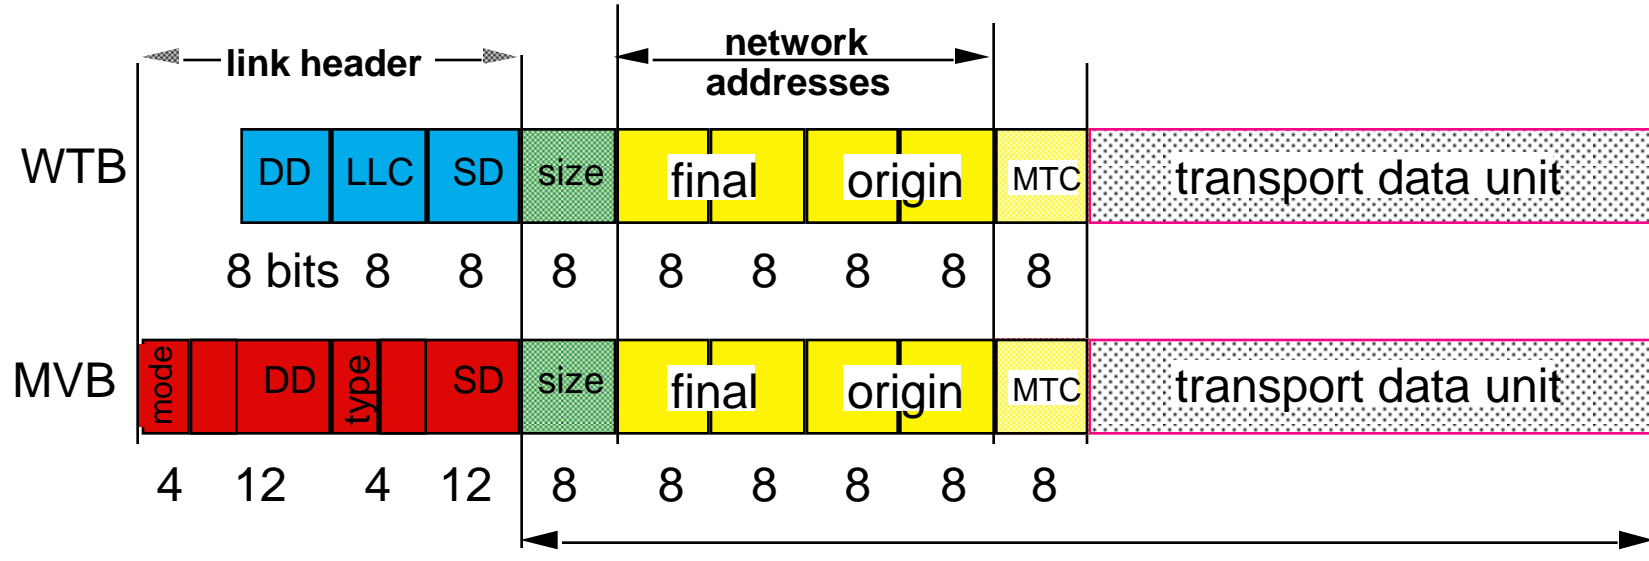 link header
network
addresses
WTB DD LLC SD size final origin MTC transport data unit
8 bits 8 8 8 8 8 8 8 8
MVB mode DD type SD size final origin MTC transport data unit
4 12 4 12 8 8 8 8 8 8